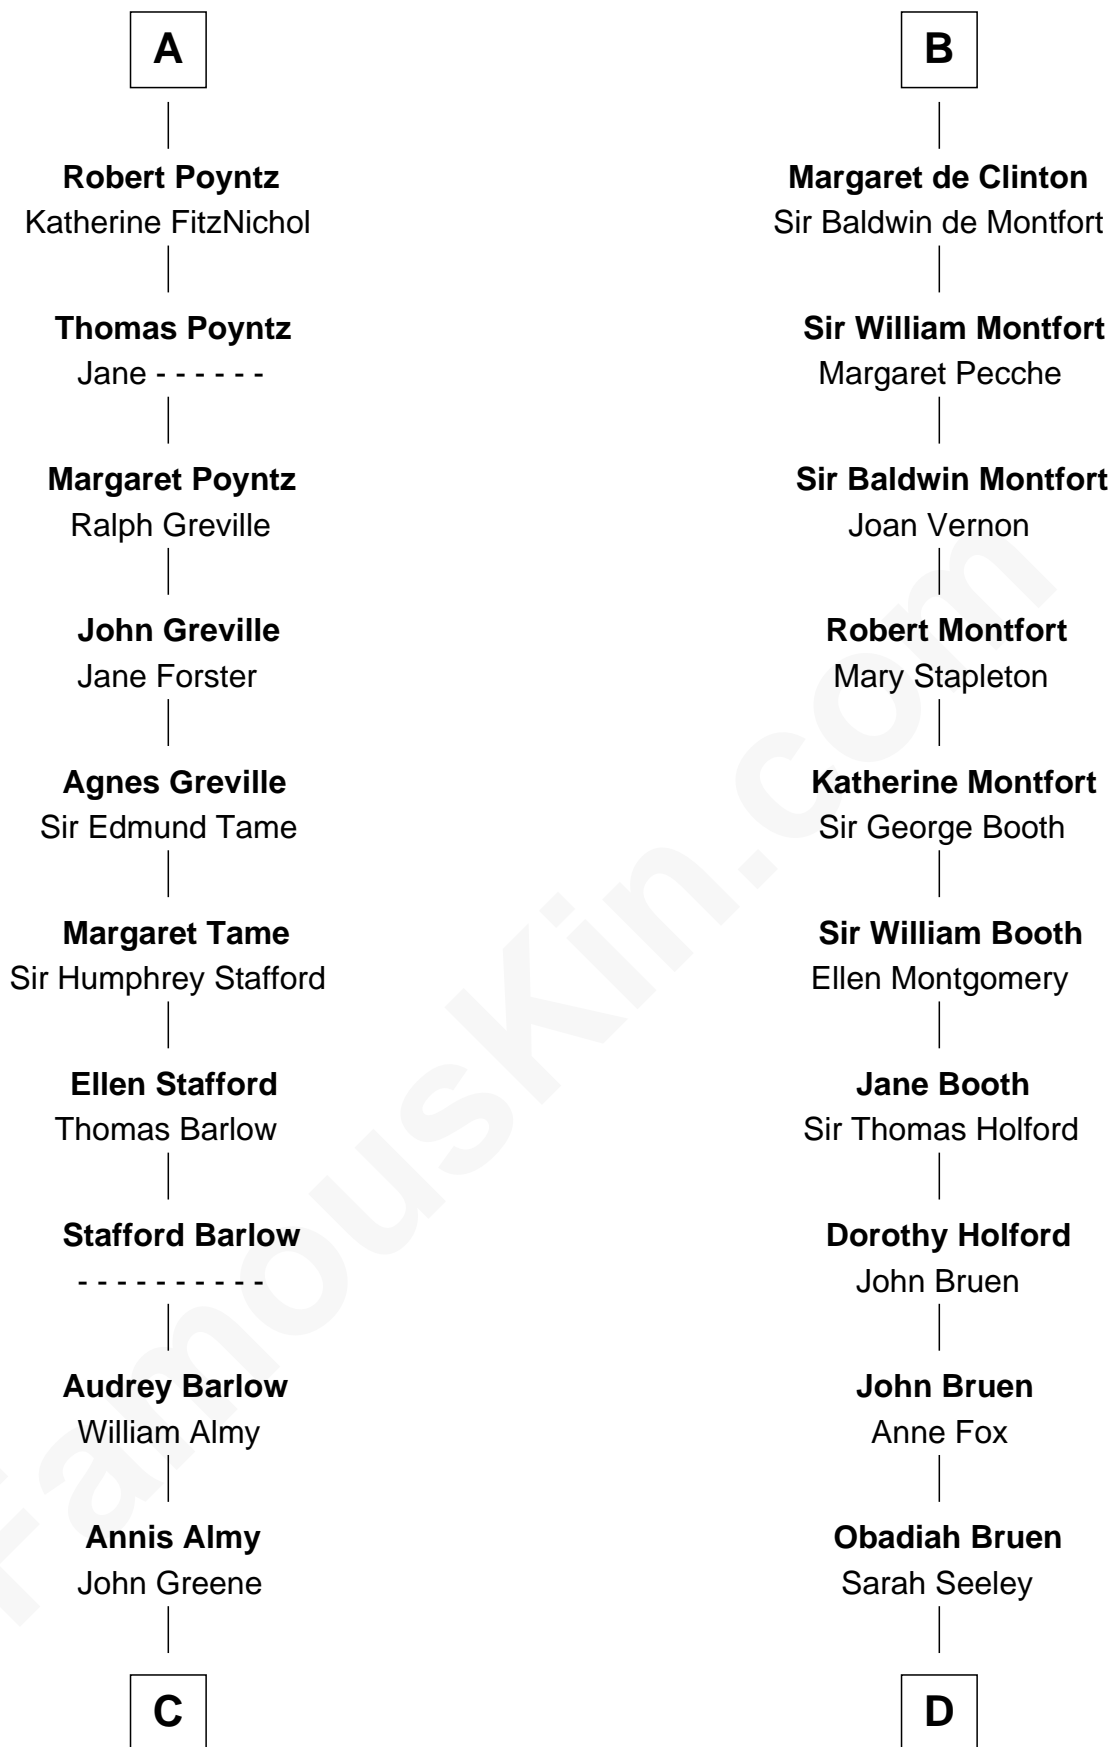 A
Robert Poyntz
Katherine FitzNichol
Thomas Poyntz
Jane - - - - - -
Margaret Poyntz
Ralph Greville
John Greville
Jane Forster
Agnes Greville
Sir Edmund Tame
Margaret Tame
Sir Humphrey Stafford
Ellen Stafford
Thomas Barlow
Stafford Barlow
- - - - - - - - - -
Audrey Barlow
William Almy
Annis Almy
John Greene
C
B
Margaret de Clinton
Sir Baldwin de Montfort
Sir William Montfort
Margaret Pecche
Sir Baldwin Montfort
Joan Vernon
Robert Montfort
Mary Stapleton
Katherine Montfort
Sir George Booth
Sir William Booth
Ellen Montgomery
Jane Booth
Sir Thomas Holford
Dorothy Holford
John Bruen
John Bruen
Anne Fox
Obadiah Bruen
Sarah Seeley
D
FamousKin.com